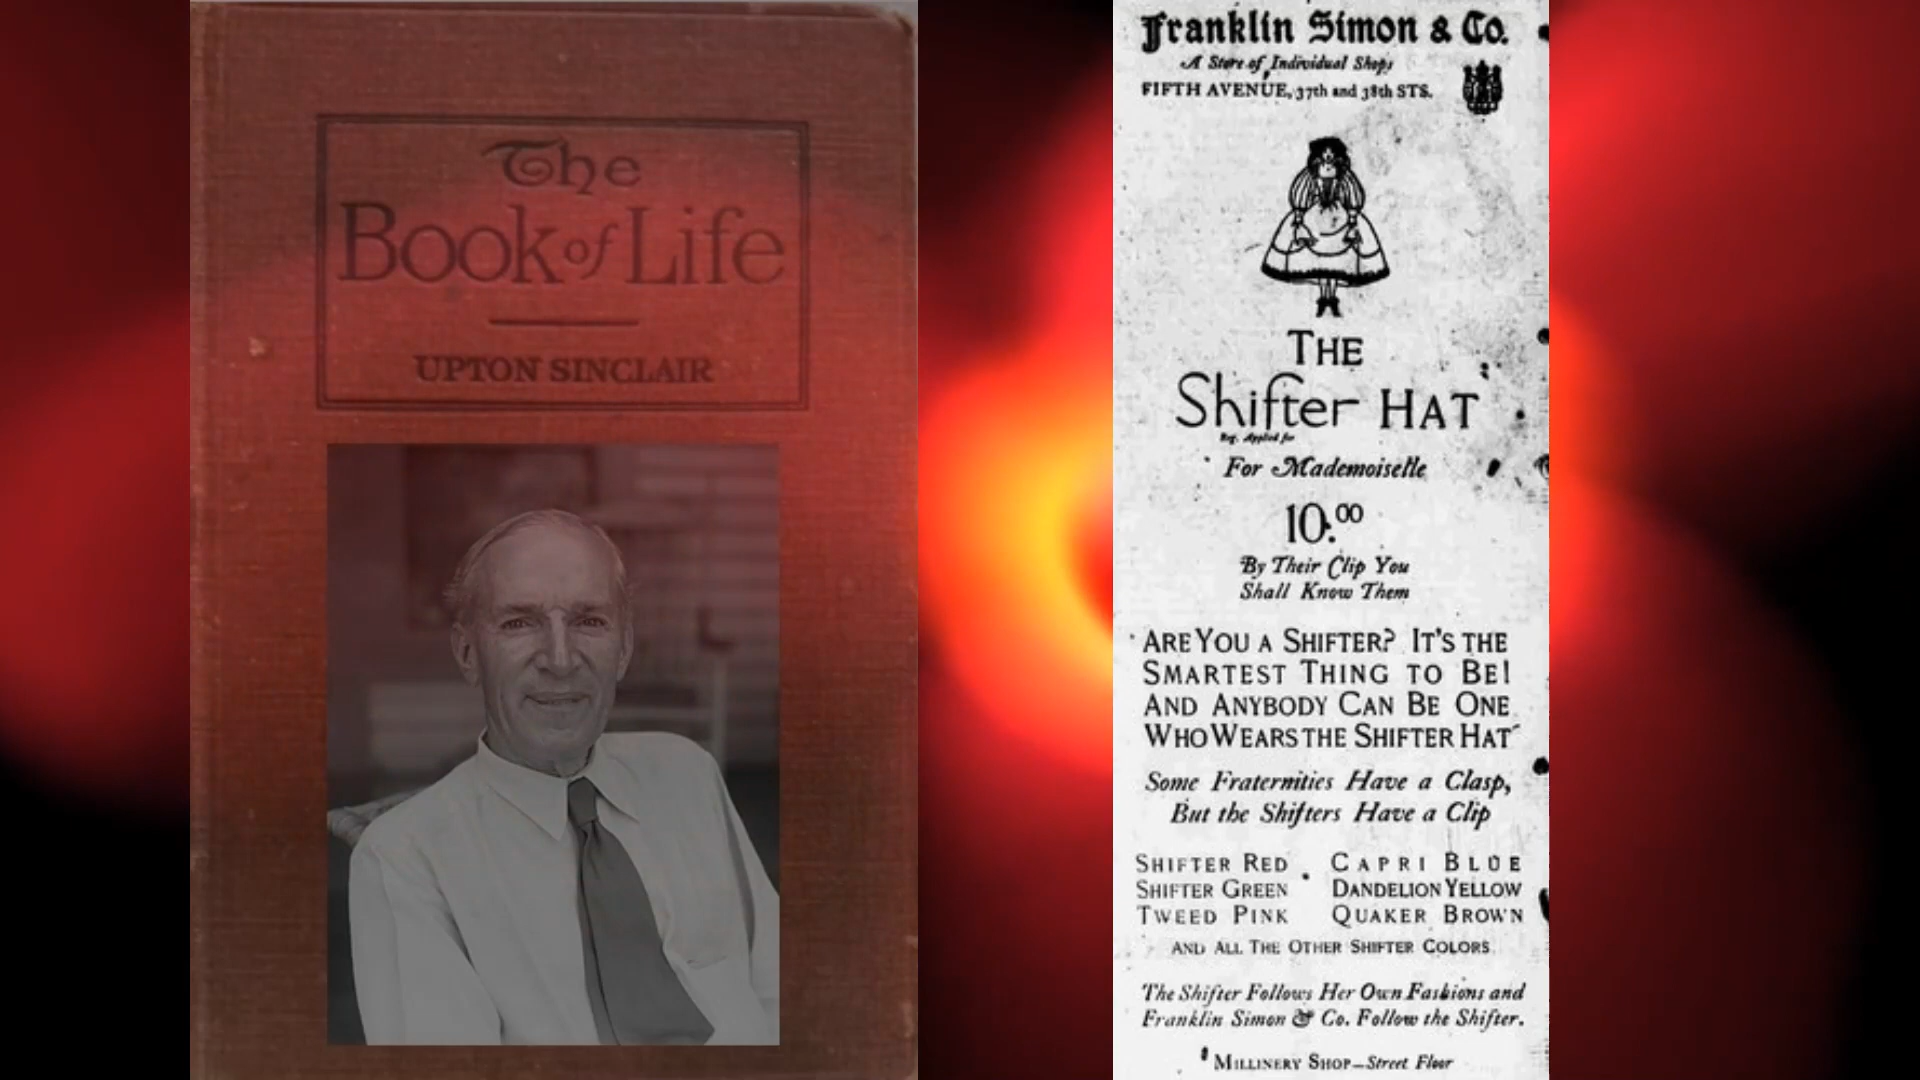 The
Book of Life
UPTON SINCLAIR
Franklin Simon & Co.
A Store of Individual Shops
FIFTH AVENUE, 37th and 38th STS.
THE
Shifter HAT
Reg. Applied for
For Mademoiselle
10.00
By Their Clip You
Shall Know Them
ARE YOU A SHIFTER? IT'S THE
SMARTEST THING TO BE!
AND ANYBODY CAN BE ONE
WHO WEARS THE SHIFTER HAT
Some Fraternities Have a Clasp,
But the Shifters Have a Clip
SHIFTER RED CAPRI BLUE
SHIFTER GREEN DANDELION YELLOW
TWEED PINK QUAKER BROWN
AND ALL THE OTHER SHIFTER COLORS
The Shifter Follows Her Own Fashions and
Franklin Simon & Co. Follow the Shifter.
MILLINERY SHOP—Street Floor